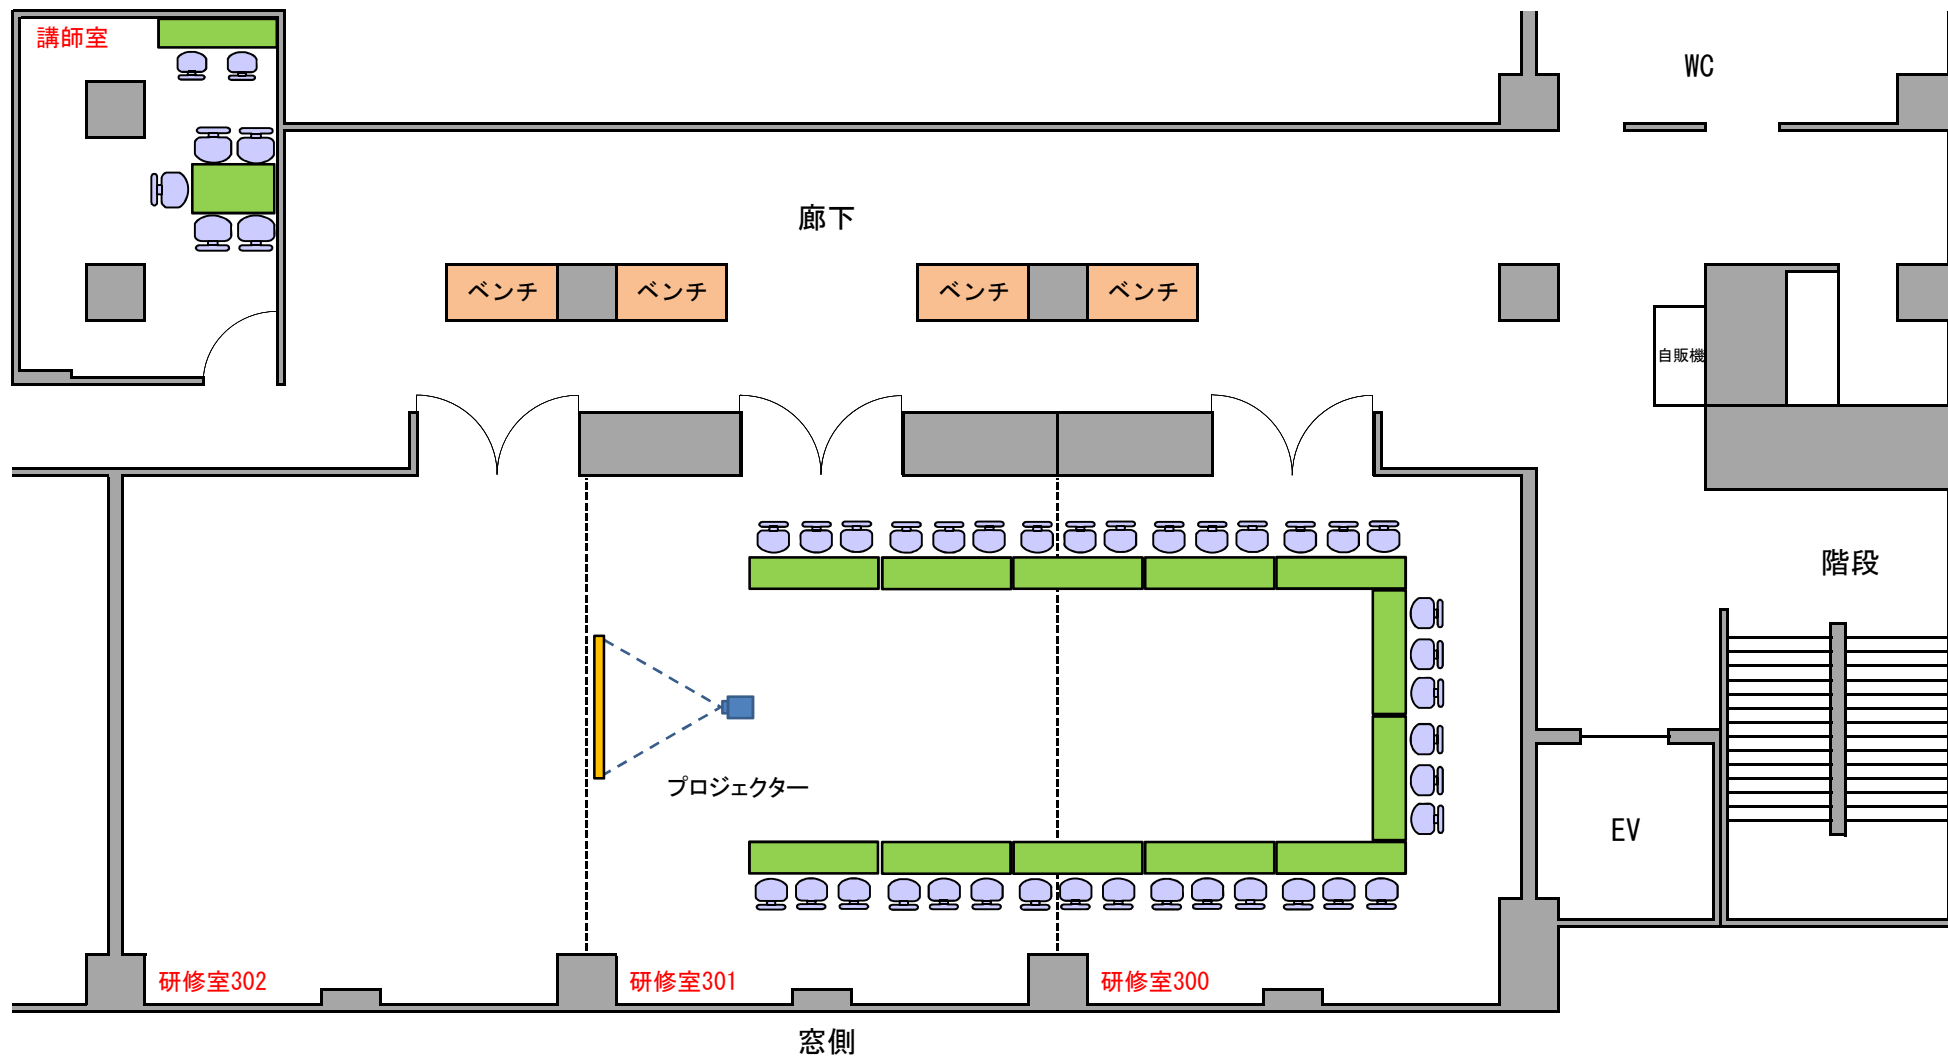 講師室
WC
廊下
ベンチ
ベンチ
ベンチ
ベンチ
自販機
階段
プロジェクター
EV
研修室302
研修室301
研修室300
窓側